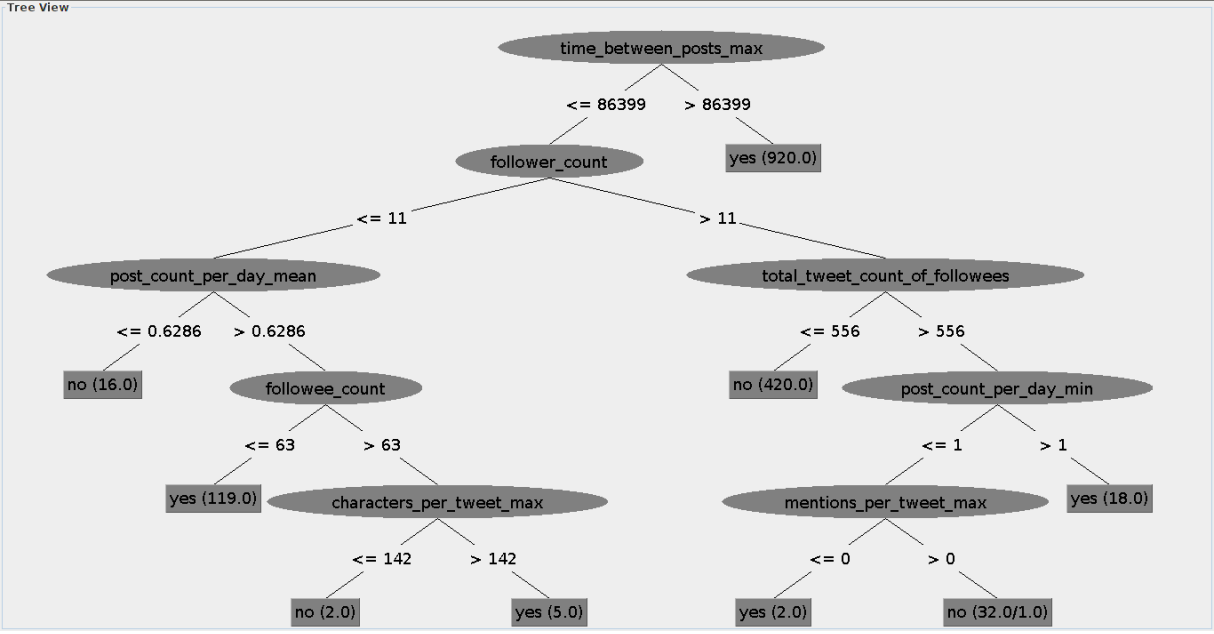 Tree View
time_between_posts_max
<= 86399 > 86399
follower_count yes (920.0)
<= 11 > 11
post_count_per_day_mean total_tweet_count_of_followees
<= 0.6286 > 0.6286 <= 556 > 556
no (16.0) followee_count no (420.0) post_count_per_day_min
<= 63 > 63 <= 1 > 1
yes (119.0) characters_per_tweet_max mentions_per_tweet_max yes (18.0)
<= 142 > 142 <= 0 > 0
no (2.0) yes (5.0) yes (2.0) no (32.0/1.0)